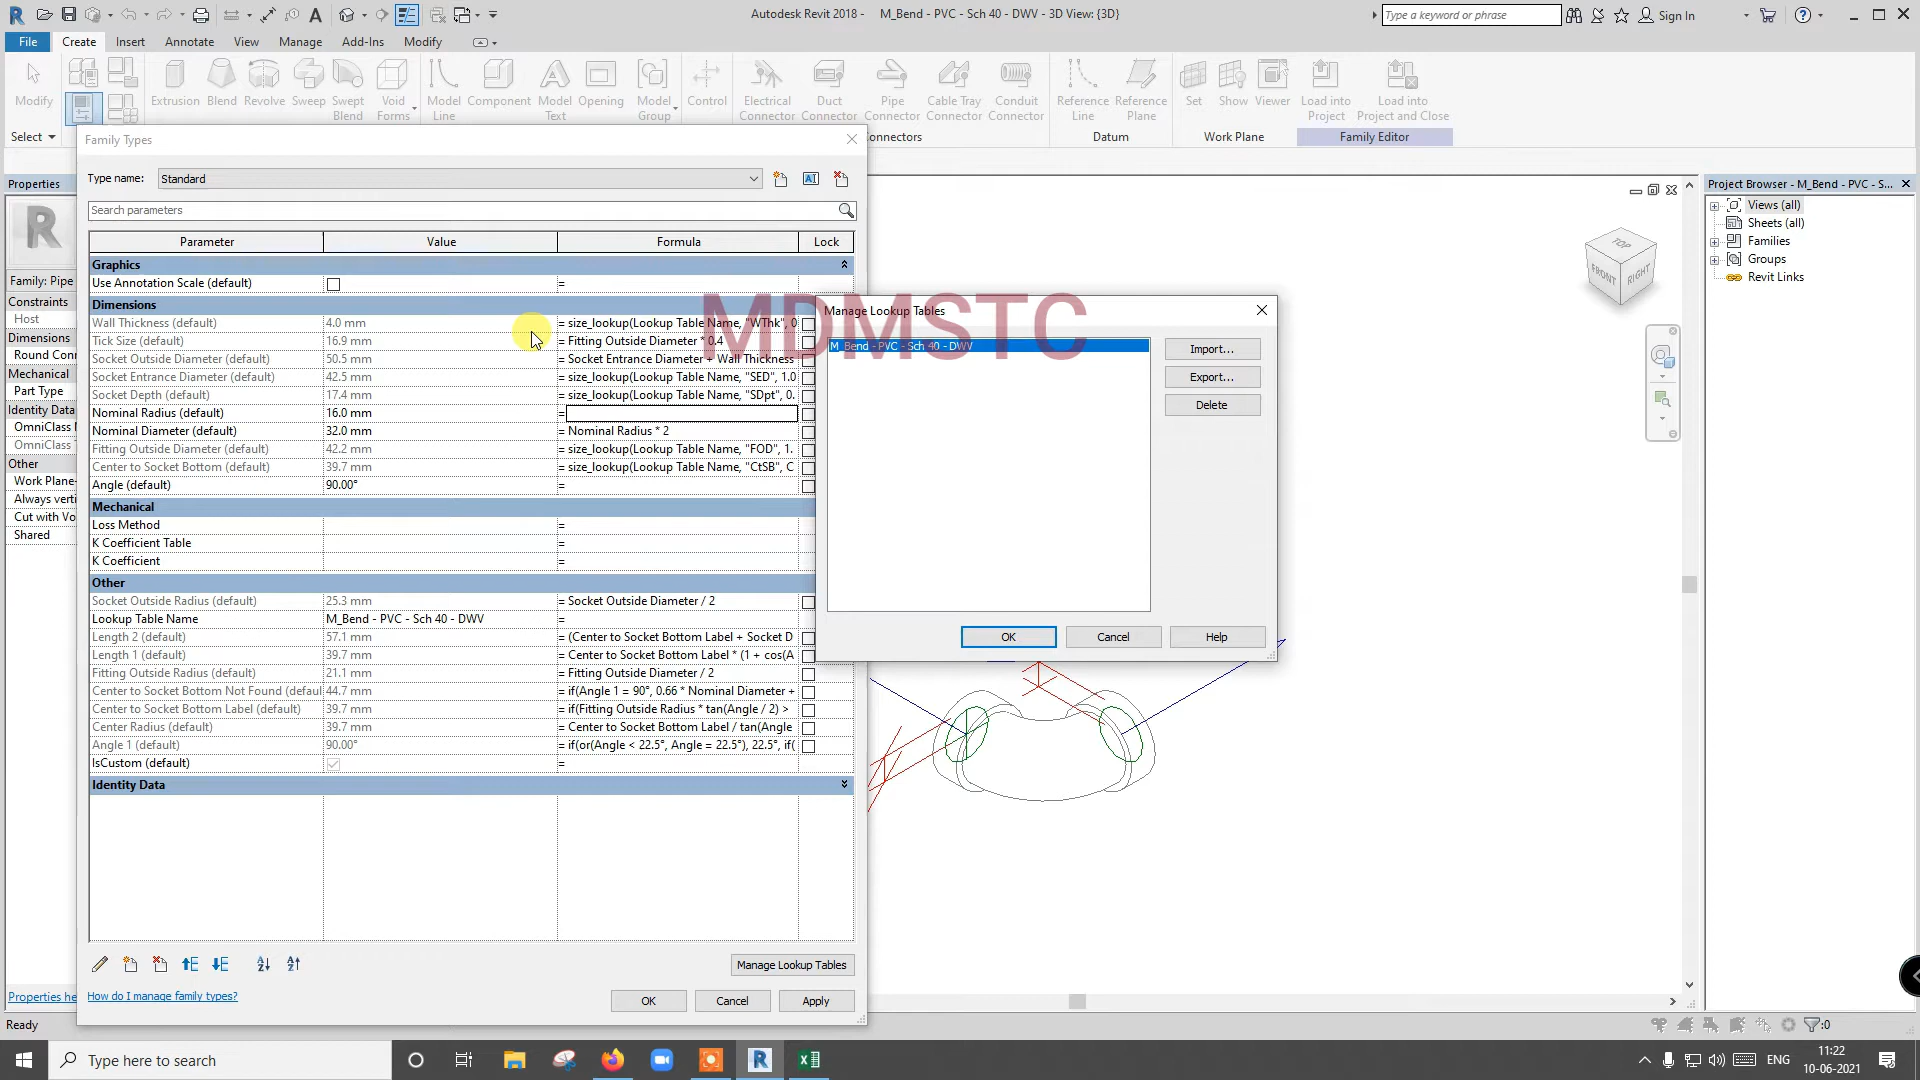 Autodesk Revit 2018 -    M_Bend - PVC - Sch 40 - DWV - 3D View: {3D}
Type a keyword or phrase
Sign In
File Create Insert Annotate View Manage Add-Ins Modify
Modify
Extrusion Blend Revolve Sweep Swept Blend Void Forms
Model Line Component Model Text Opening Model Group
Control
Electrical Connector Duct Connector Pipe Connector Cable Tray Connector Conduit Connector
Reference Line Reference Plane
Set Show Viewer
Load into Project Load into Project and Close
Select
onnectors
Datum
Work Plane
Family Editor
Properties
Family: Pipe
Constraints
Host
Dimensions
Round Conn
Mechanical
Part Type
Identity Data
OmniClass N
OmniClass T
Other
Work Plane-
Always verti
Cut with Vo
Shared
Properties he
Ready
Family Types
Type name: Standard
Search parameters
Parameter Value Formula Lock
Graphics
Use Annotation Scale (default) =
Dimensions
Wall Thickness (default) 4.0 mm = size_lookup(Lookup Table Name, "WThk", 0
Tick Size (default) 16.9 mm = Fitting Outside Diameter * 0.4
Socket Outside Diameter (default) 50.5 mm = Socket Entrance Diameter + Wall Thickness
Socket Entrance Diameter (default) 42.5 mm = size_lookup(Lookup Table Name, "SED", 1.0
Socket Depth (default) 17.4 mm = size_lookup(Lookup Table Name, "SDpt", 0.
Nominal Radius (default) 16.0 mm =
Nominal Diameter (default) 32.0 mm = Nominal Radius * 2
Fitting Outside Diameter (default) 42.2 mm = size_lookup(Lookup Table Name, "FOD", 1.
Center to Socket Bottom (default) 39.7 mm = size_lookup(Lookup Table Name, "CtSB", C
Angle (default) 90.00° =
Mechanical
Loss Method =
K Coefficient Table =
K Coefficient =
Other
Socket Outside Radius (default) 25.3 mm = Socket Outside Diameter / 2
Lookup Table Name M_Bend - PVC - Sch 40 - DWV =
Length 2 (default) 57.1 mm = (Center to Socket Bottom Label + Socket D
Length 1 (default) 39.7 mm = Center to Socket Bottom Label * (1 + cos(A
Fitting Outside Radius (default) 21.1 mm = Fitting Outside Diameter / 2
Center to Socket Bottom Not Found (defaul 44.7 mm = if(Angle 1 = 90°, 0.66 * Nominal Diameter +
Center to Socket Bottom Label (default) 39.7 mm = if(Fitting Outside Radius * tan(Angle / 2) >
Center Radius (default) 39.7 mm = Center to Socket Bottom Label / tan(Angle
Angle 1 (default) 90.00° = if(or(Angle < 22.5°, Angle = 22.5°), 22.5°, if(
IsCustom (default) =
Identity Data
Manage Lookup Tables
How do I manage family types?
OK Cancel Apply
MDMSTC
Manage Lookup Tables
M_Bend - PVC - Sch 40 - DWV
Import...
Export...
Delete
OK Cancel Help
TOP
FRONT
RIGHT
Project Browser - M_Bend - PVC - S...
Views (all)
Sheets (all)
Families
Groups
Revit Links
:0
Type here to search
ENG
11:22
10-06-2021